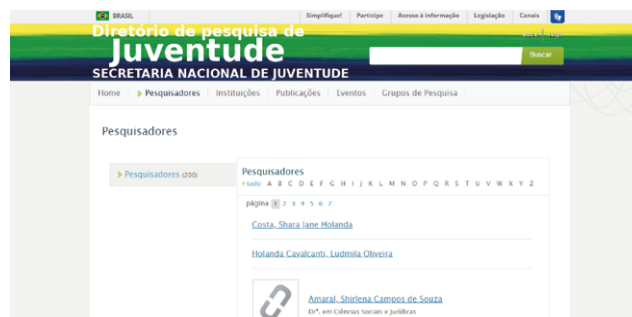 BRASIL Simplifique! Participe Acesso à informação Legislação Canais
Diretório de pesquisa de
Juventude
SECRETARIA NACIONAL DE JUVENTUDE
Buscar
Home Pesquisadores Instituições Publicações Eventos Grupos de Pesquisa
Pesquisadores
Pesquisadores (200)
Pesquisadores
tudo A B C D E F G H I J K L M N O P Q R S T U V W X Y Z
página 1 2 3 4 5 6 7
Costa, Shara Jane Holanda
Holanda Cavalcanti, Ludmila Oliveira
Amaral, Shirlena Campos de Souza
Drª. em Ciências Sociais e Jurídicas